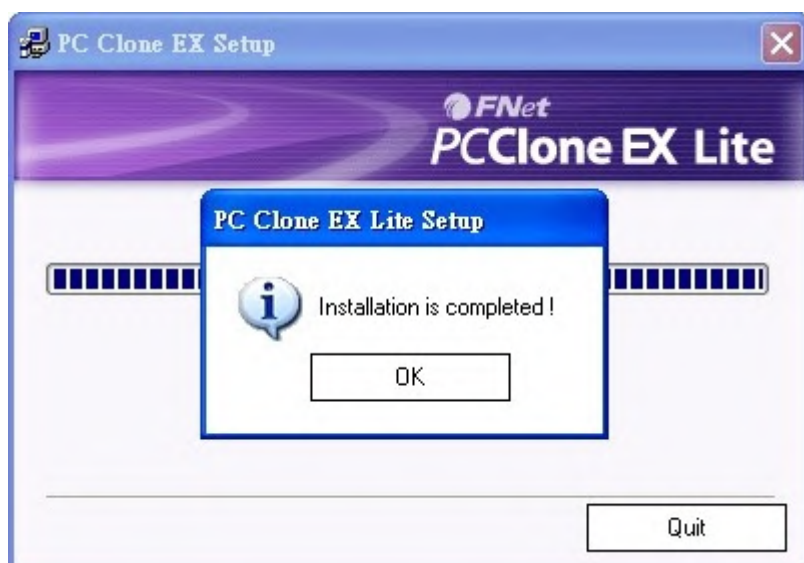 PC Clone EX Setup
FNet
PCClone EX Lite
PC Clone EX Lite Setup
Installation is completed !
OK
Quit